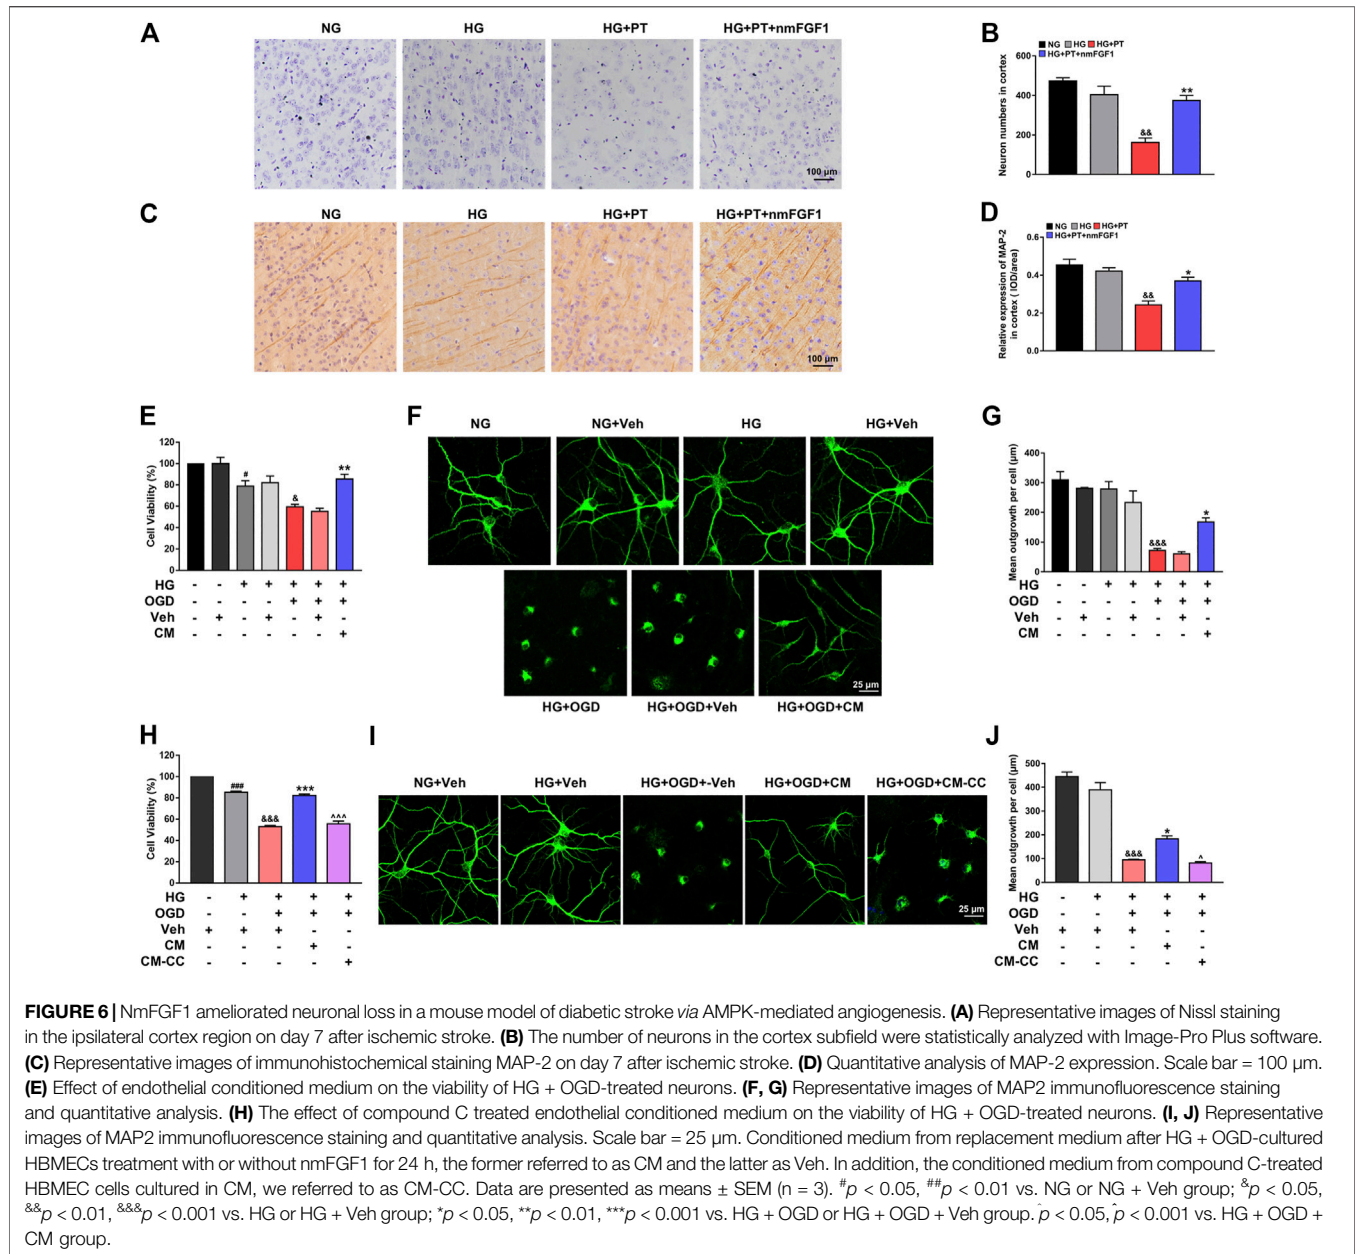 A
NG
HG
HG+PT
HG+PT+nmFGF1
100 µm
B
NG HG HG+PT
HG+PT+nmFGF1
Neuron numbers in cortex
600
400
200
0
&&
**
C
NG
HG
HG+PT
HG+PT+nmFGF1
100 µm
D
NG HG HG+PT
HG+PT+nmFGF1
Relative expression of MAP-2
in cortex ( IOD/area)
0.6
0.4
0.2
0.0
&&
*
E
Cell Viability (%)
120
100
80
60
40
20
0
#
&
**
HG - - + + + + +
OGD - - - - + + +
Veh - + - + - + -
CM - - - - - - +
F
NG
NG+Veh
HG
HG+Veh
HG+OGD
HG+OGD+Veh
HG+OGD+CM
25 µm
G
Mean outgrowth per cell (µm)
400
300
200
100
0
&&&
*
HG - - + + + + +
OGD - - - - + + +
Veh - + - + - + -
CM - - - - - - +
H
Cell Viability (%)
120
100
80
60
40
20
0
###
&&&
***
^^^
HG - + + + +
OGD - - + + +
Veh + + + - -
CM - - - + -
CM-CC - - - - +
I
NG+Veh
HG+Veh
HG+OGD+-Veh
HG+OGD+CM
HG+OGD+CM-CC
25 µm
J
Mean outgrowth per cell (µm)
500
400
300
200
100
0
&&&
*
^
HG - + + + +
OGD - - + + +
Veh + + + - -
CM - - - + -
CM-CC - - - - +
FIGURE 6 | NmFGF1 ameliorated neuronal loss in a mouse model of diabetic stroke via AMPK-mediated angiogenesis. (A) Representative images of Nissl staining
in the ipsilateral cortex region on day 7 after ischemic stroke. (B) The number of neurons in the cortex subfield were statistically analyzed with Image-Pro Plus software.
(C) Representative images of immunohistochemical staining MAP-2 on day 7 after ischemic stroke. (D) Quantitative analysis of MAP-2 expression. Scale bar = 100 µm.
(E) Effect of endothelial conditioned medium on the viability of HG + OGD-treated neurons. (F, G) Representative images of MAP2 immunofluorescence staining
and quantitative analysis. (H) The effect of compound C treated endothelial conditioned medium on the viability of HG + OGD-treated neurons. (I, J) Representative
images of MAP2 immunofluorescence staining and quantitative analysis. Scale bar = 25 µm. Conditioned medium from replacement medium after HG + OGD-cultured
HBMECs treatment with or without nmFGF1 for 24 h, the former referred to as CM and the latter as Veh. In addition, the conditioned medium from compound C-treated
HBMEC cells cultured in CM, we referred to as CM-CC. Data are presented as means ± SEM (n = 3). #p < 0.05, ##p < 0.01 vs. NG or NG + Veh group; &p < 0.05,
&&p < 0.01, &&&p < 0.001 vs. HG or HG + Veh group; *p < 0.05, **p < 0.01, ***p < 0.001 vs. HG + OGD or HG + OGD + Veh group. ^p < 0.05, ^p < 0.001 vs. HG + OGD +
CM group.